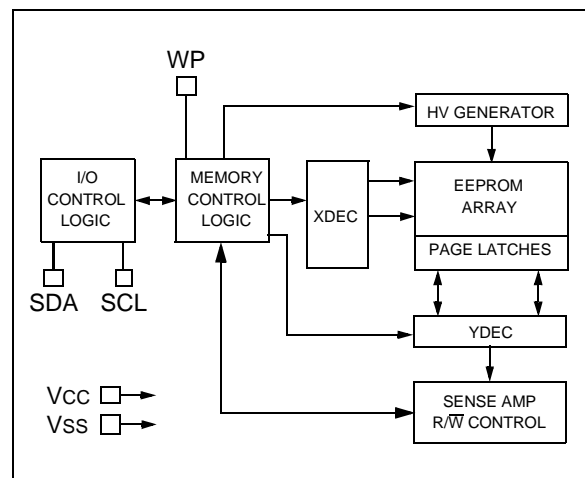 WP
HV GENERATOR
I/O
CONTROL
LOGIC
MEMORY
CONTROL
LOGIC
XDEC
EEPROM
ARRAY
PAGE LATCHES
SDA
SCL
YDEC
VCC
VSS
SENSE AMP
R/W̅ CONTROL